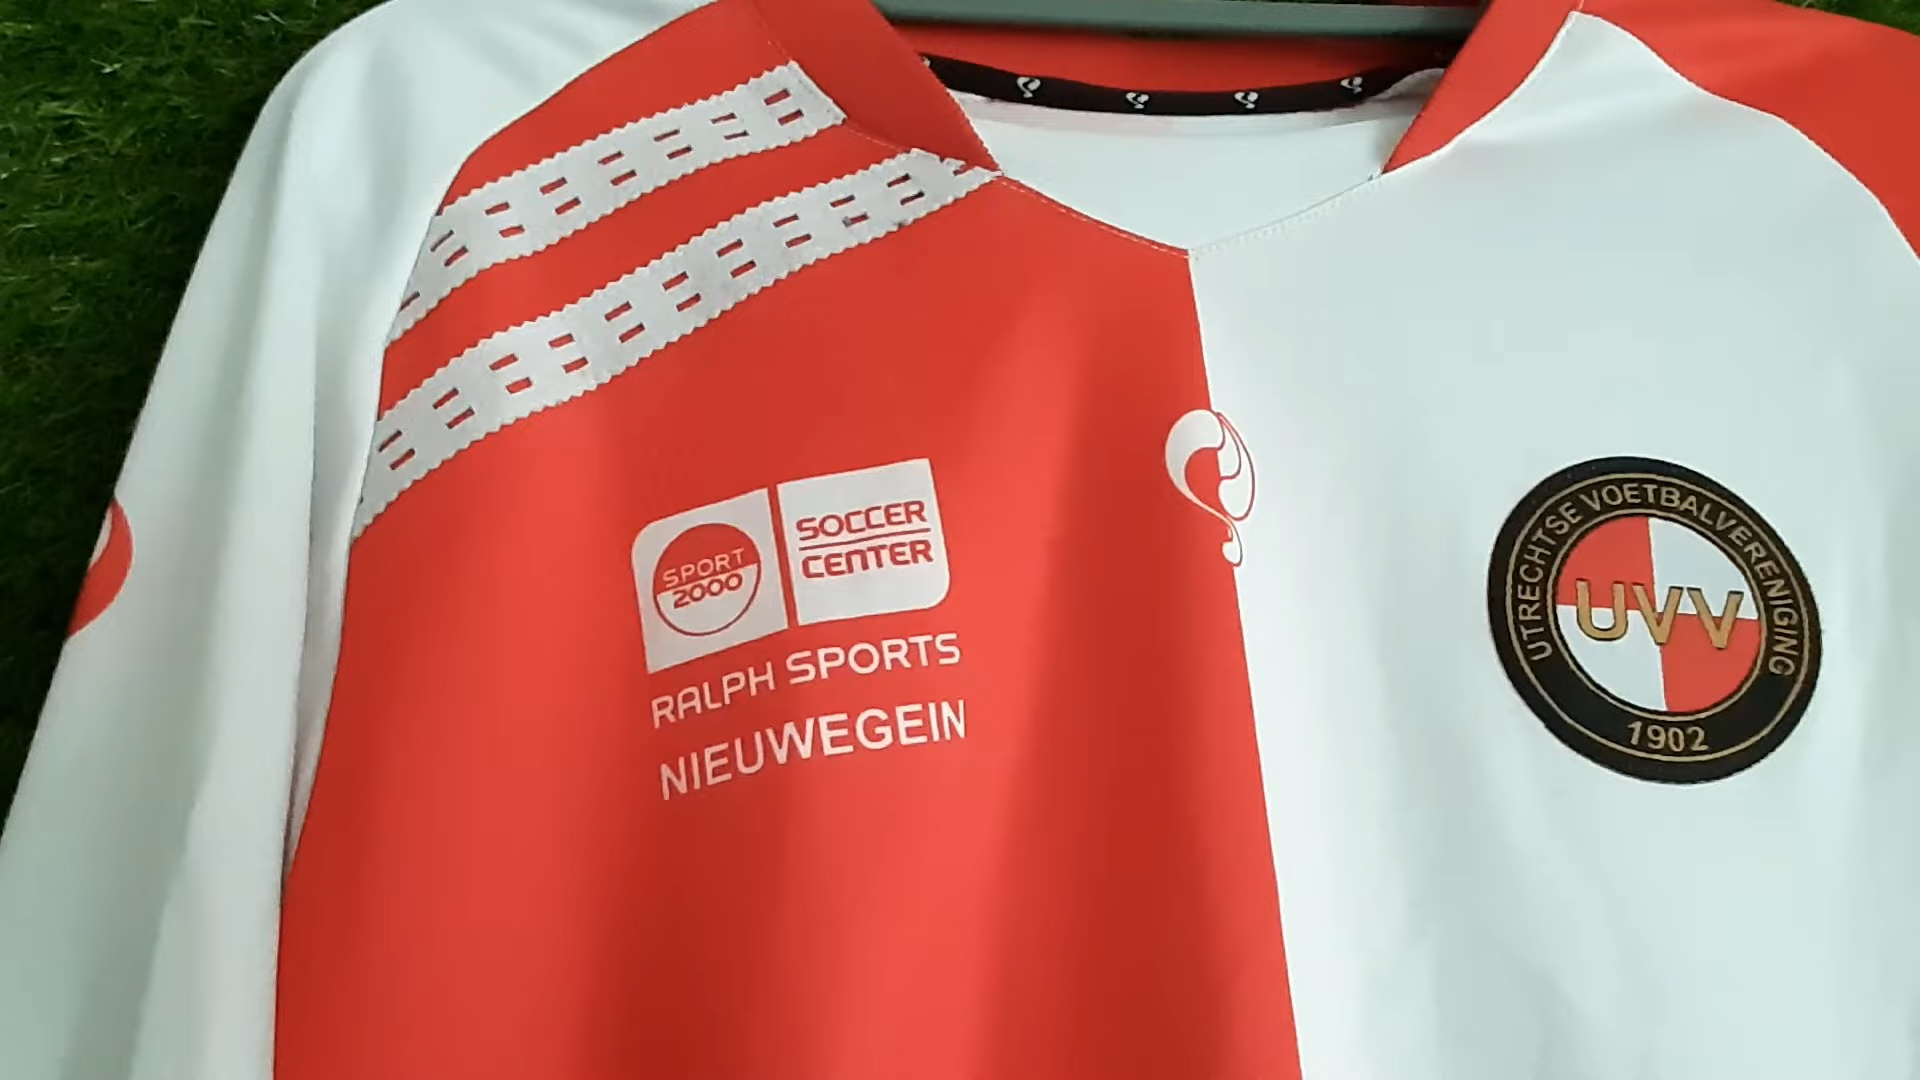 SPORT
2000
SOCCER
CENTER
RALPH SPORTS
NIEUWEGEIN
UTRECHTSE VOETBALVERENIGING
UVV
1902